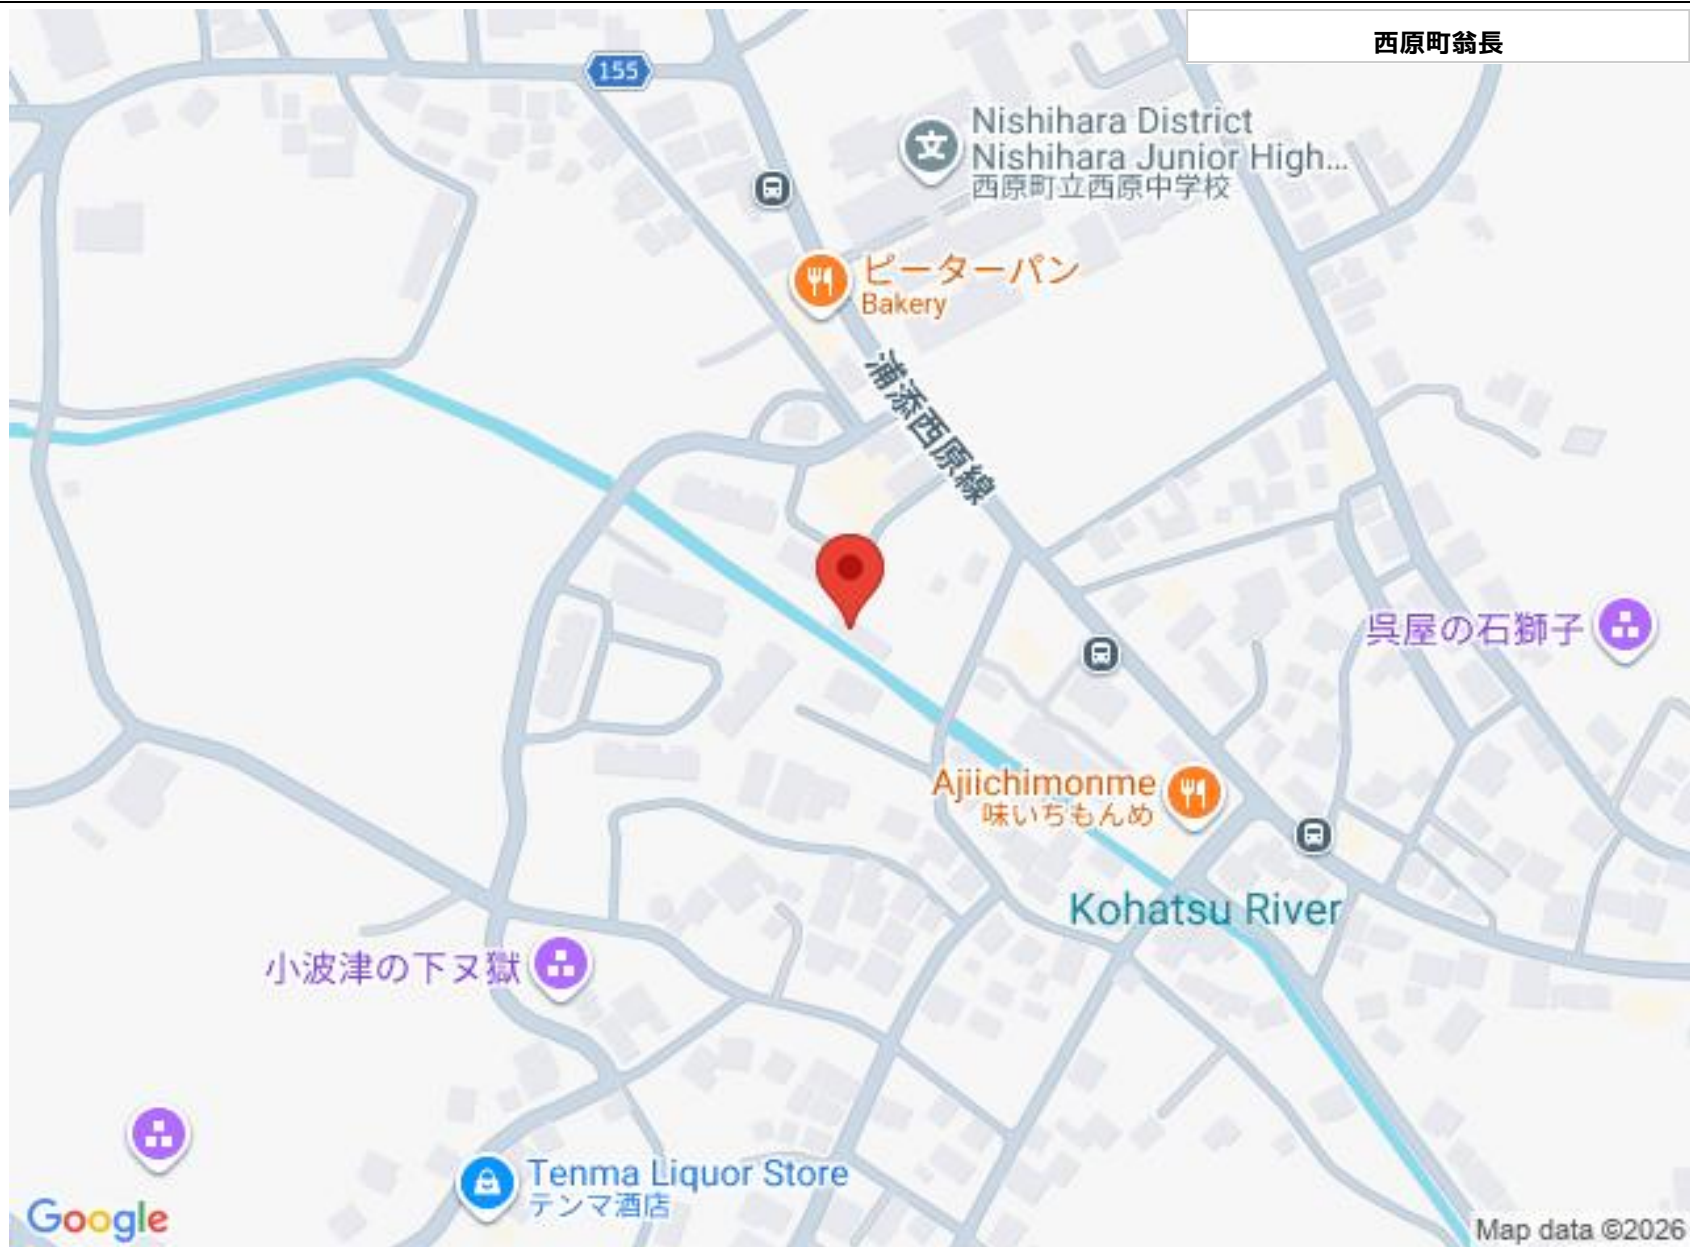 西原町翁長
155
Nishihara District
Nishihara Junior High...
西原町立西原中学校
ピーターパン
Bakery
浦添西原線
呉屋の石獅子
Ajiichimonme
味いちもんめ
Kohatsu River
小波津の下ヌ獄
Tenma Liquor Store
テンマ酒店
Google
Map data ©2026